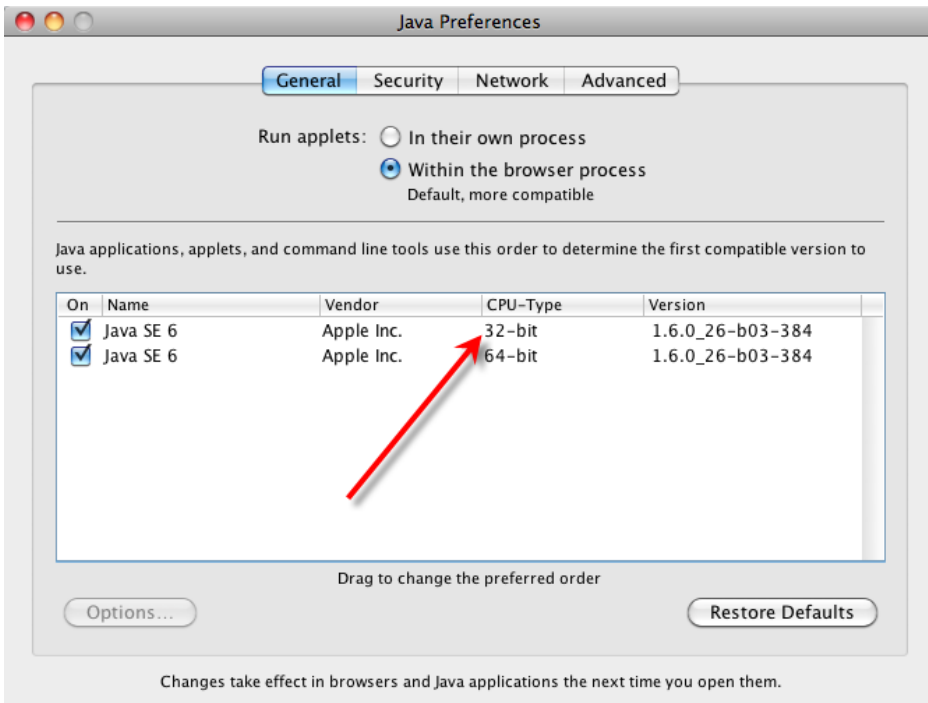 Java Preferences
General Security Network Advanced
Run applets: In their own process
Within the browser process
Default, more compatible
Java applications, applets, and command line tools use this order to determine the first compatible version to
use.
On Name Vendor CPU-Type Version
Java SE 6 Apple Inc. 32-bit 1.6.0_26-b03-384
Java SE 6 Apple Inc. 64-bit 1.6.0_26-b03-384
Drag to change the preferred order
Options... Restore Defaults
Changes take effect in browsers and Java applications the next time you open them.